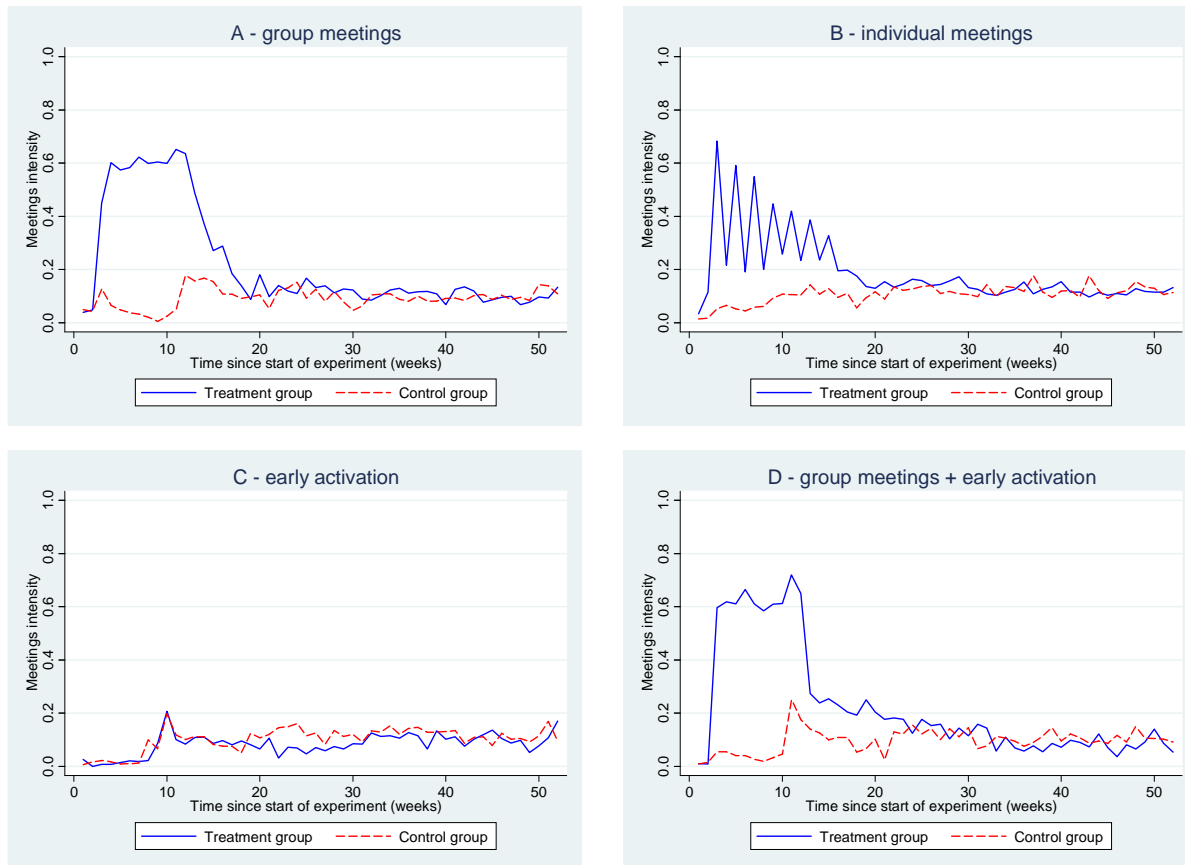 A - group meetings
Meetings intensity
1.0
0.8
0.6
0.4
0.2
0.0
0 10 20 30 40 50
Time since start of experiment (weeks)
Treatment group Control group
B - individual meetings
Meetings intensity
1.0
0.8
0.6
0.4
0.2
0.0
0 10 20 30 40 50
Time since start of experiment (weeks)
Treatment group Control group
C - early activation
Meetings intensity
1.0
0.8
0.6
0.4
0.2
0.0
0 10 20 30 40 50
Time since start of experiment (weeks)
Treatment group Control group
D - group meetings + early activation
Meetings intensity
1.0
0.8
0.6
0.4
0.2
0.0
0 10 20 30 40 50
Time since start of experiment (weeks)
Treatment group Control group